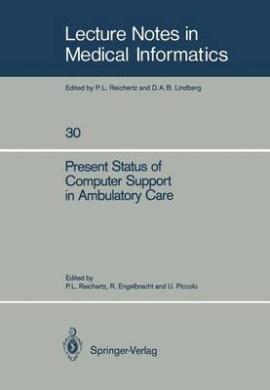 Lecture Notes in
Medical Informatics
Edited by P. L. Reichertz and D. A. B. Lindberg
30
Present Status of
Computer Support
in Ambulatory Care
Edited by
P.L. Reichertz, R. Engelbrecht and U. Piccolo
Springer-Verlag